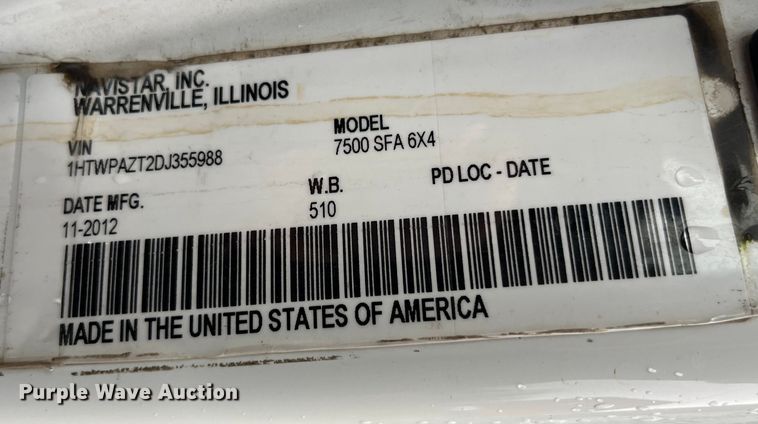 NAVISTAR, INC.
WARRENVILLE, ILLINOIS
VIN
1HTWPAZT2DJ355988
MODEL
7500 SFA 6X4
DATE MFG.
11-2012
W.B.
510
PD LOC - DATE
MADE IN THE UNITED STATES OF AMERICA
Purple Wave Auction